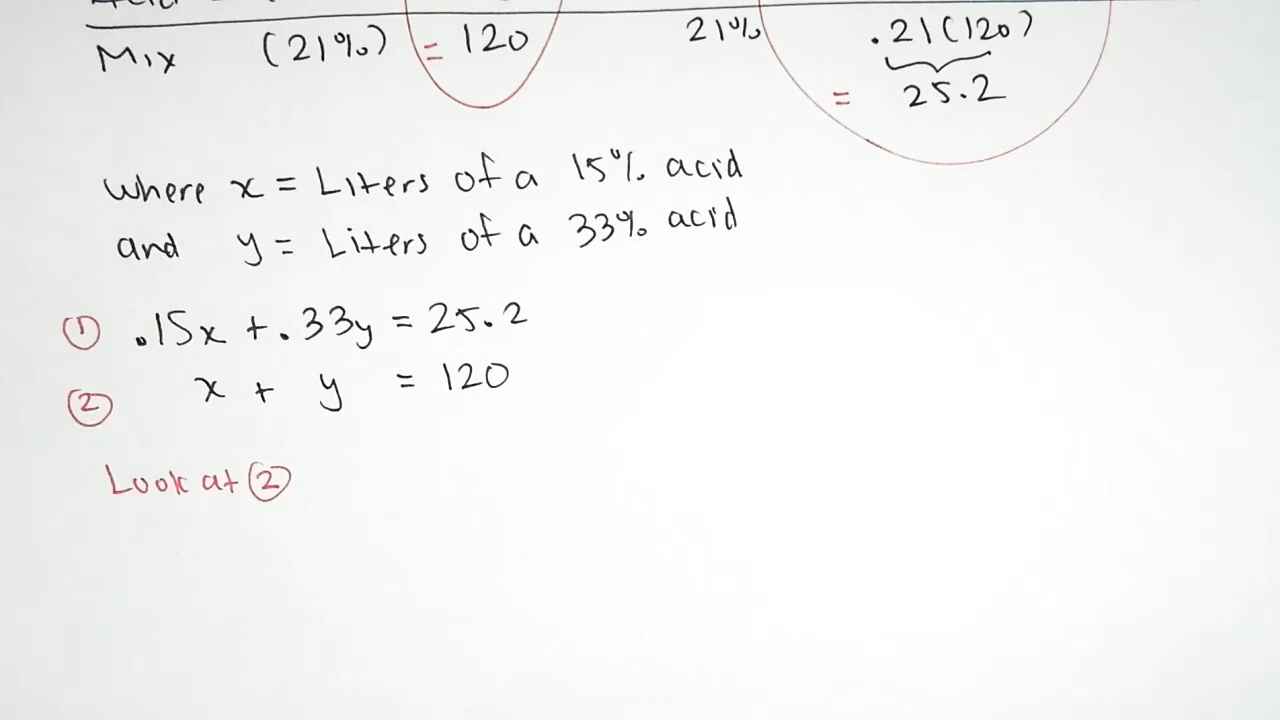 Mix (21%) = 120 21% .21(120)
= 25.2
where x = Liters of a 15% acid
and y = Liters of a 33% acid
① .15x + .33y = 25.2
② x + y = 120
Look at ②